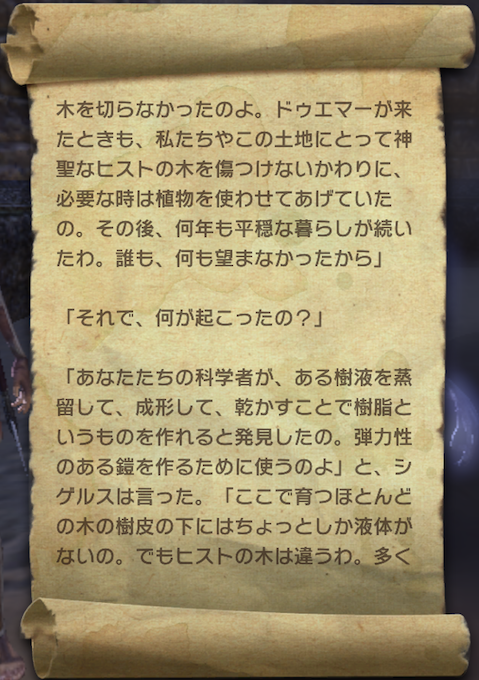 木を切らなかったのよ。ドゥエマーが来
たときも、私たちやこの土地にとって神
聖なヒストの木を傷つけないかわりに、
必要な時は植物を使わせてあげていた
の。その後、何年も平穏な暮らしが続い
たわ。誰も、何も望まなかったから」
「それで、何が起こったの？」
「あなたたちの科学者が、ある樹液を蒸
留して、成形して、乾かすことで樹脂と
いうものを作れると発見したの。弾力性
のある鎧を作るために使うのよ」と、シ
ゲルスは言った。「ここで育つほとんど
の木の樹皮の下にはちょっとしか液体が
ないの。でもヒストの木は違うわ。多く